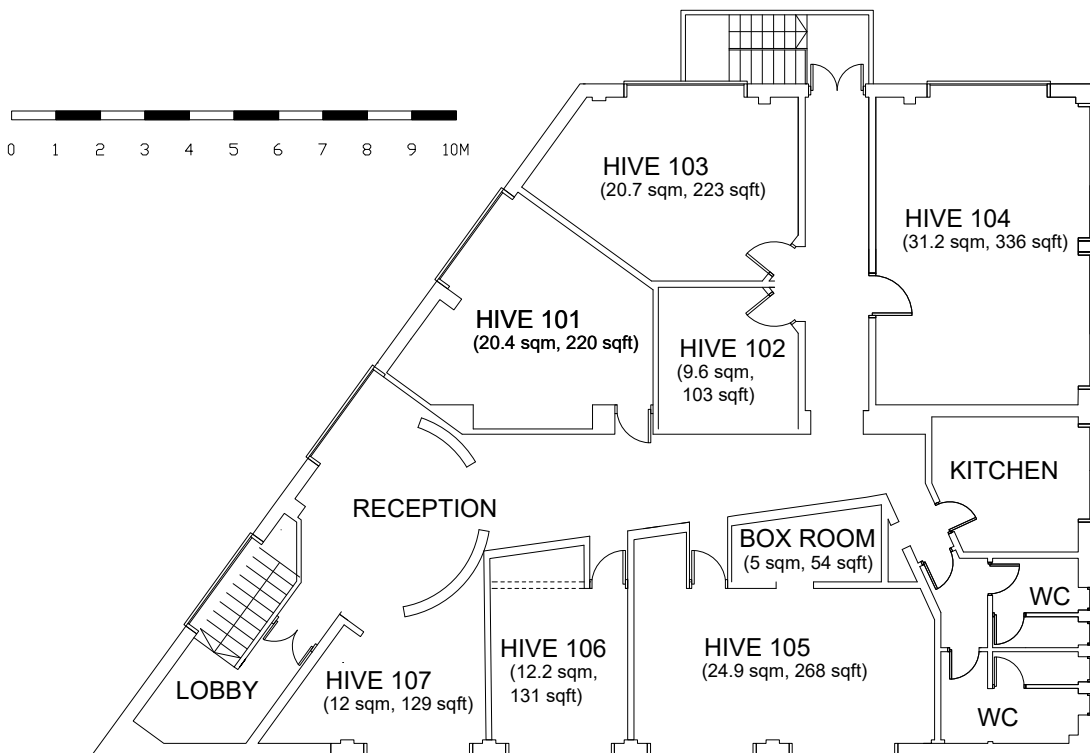 0 1 2 3 4 5 6 7 8 9 10M
HIVE 103
(20.7 sqm, 223 sqft)
HIVE 104
(31.2 sqm, 336 sqft)
HIVE 101
(20.4 sqm, 220 sqft)
HIVE 102
(9.6 sqm,
103 sqft)
KITCHEN
RECEPTION
BOX ROOM
(5 sqm, 54 sqft)
WC
HIVE 106
(12.2 sqm,
131 sqft)
HIVE 105
(24.9 sqm, 268 sqft)
LOBBY
HIVE 107
(12 sqm, 129 sqft)
WC